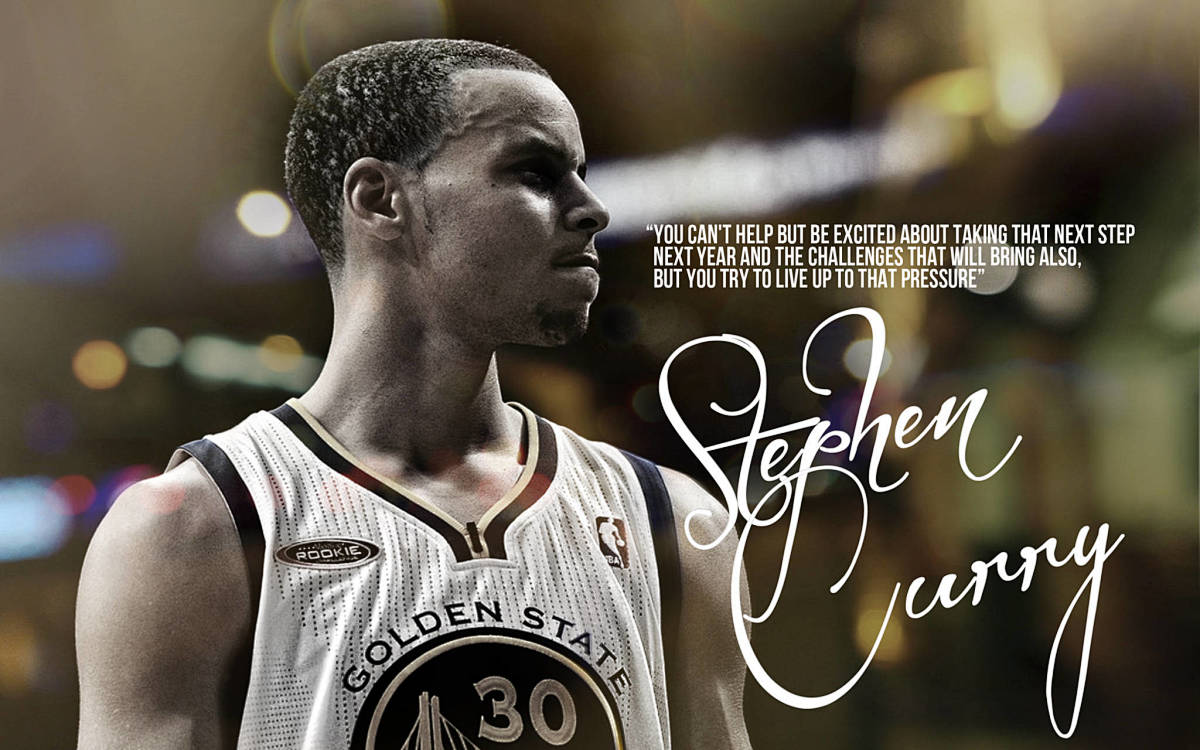 “YOU CAN'T HELP BUT BE EXCITED ABOUT TAKING THAT NEXT STEP
NEXT YEAR AND THE CHALLENGES THAT WILL BRING ALSO,
BUT YOU TRY TO LIVE UP TO THAT PRESSURE”
Stephen
Curry
ROOKIE
NBA
GOLDEN STATE
30